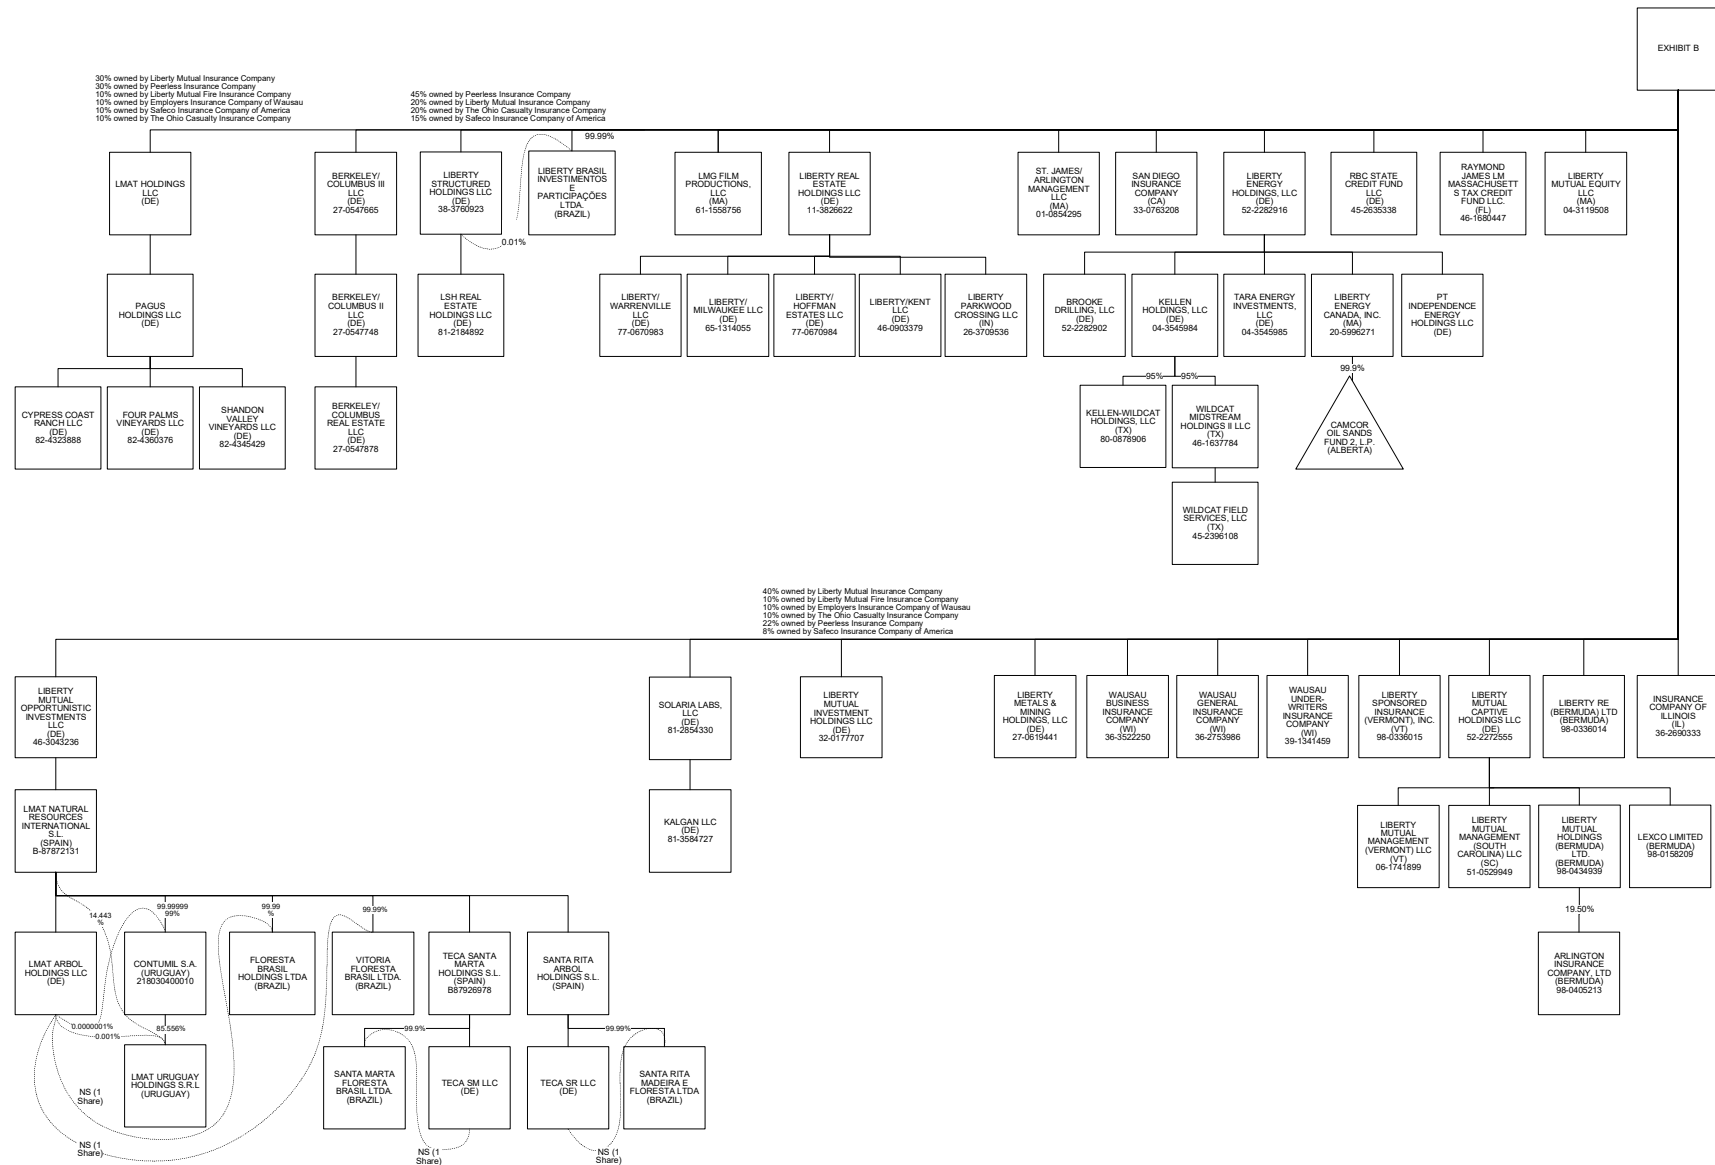 EXHIBIT B
30% owned by Liberty Mutual Insurance Company
30% owned by Peerless Insurance Company
10% owned by Liberty Mutual Fire Insurance Company
10% owned by Employers Insurance Company of Wausau
10% owned by Safeco Insurance Company of America
10% owned by The Ohio Casualty Insurance Company
45% owned by Peerless Insurance Company
20% owned by Liberty Mutual Insurance Company
20% owned by The Ohio Casualty Insurance Company
15% owned by Safeco Insurance Company of America
99.99%
LMAT HOLDINGS
LLC
(DE)
BERKELEY/
COLUMBUS III
LLC
(DE)
27-0547665
LIBERTY
STRUCTURED
HOLDINGS LLC
(DE)
38-3760923
LIBERTY BRASIL
INVESTIMENTOS
E
PARTICIPAÇÕES
LTDA.
(BRAZIL)
LMG FILM
PRODUCTIONS,
LLC
(MA)
61-1558756
LIBERTY REAL
ESTATE
HOLDINGS LLC
(DE)
11-3826622
ST. JAMES/
ARLINGTON
MANAGEMENT
LLC
(MA)
01-0854295
SAN DIEGO
INSURANCE
COMPANY
(CA)
33-0763208
LIBERTY
ENERGY
HOLDINGS, LLC
(DE)
52-2282916
RBC STATE
CREDIT FUND
LLC
(DE)
45-2635338
RAYMOND
JAMES LM
MASSACHUSETT
S TAX CREDIT
FUND LLC.
(FL)
46-1680447
LIBERTY
MUTUAL EQUITY
LLC
(MA)
04-3119508
0.01%
PAGUS
HOLDINGS LLC
(DE)
BERKELEY/
COLUMBUS II
LLC
(DE)
27-0547748
LSH REAL
ESTATE
HOLDINGS LLC
(DE)
81-2184892
LIBERTY/
WARRENVILLE
LLC
(DE)
77-0670983
LIBERTY/
MILWAUKEE LLC
(DE)
65-1314055
LIBERTY/
HOFFMAN
ESTATES LLC
(DE)
77-0670984
LIBERTY/KENT
LLC
(DE)
46-0903379
LIBERTY
PARKWOOD
CROSSING LLC
(IN)
26-3709536
BROOKE
DRILLING, LLC
(DE)
52-2282902
KELLEN
HOLDINGS, LLC
(DE)
04-3545984
TARA ENERGY
INVESTMENTS,
LLC
(DE)
04-3545985
LIBERTY
ENERGY
CANADA, INC.
(MA)
20-5996271
PT
INDEPENDENCE
ENERGY
HOLDINGS LLC
(DE)
95%
95%
99.9%
CYPRESS COAST
RANCH LLC
(DE)
82-4323888
FOUR PALMS
VINEYARDS LLC
(DE)
82-4360376
SHANDON
VALLEY
VINEYARDS LLC
(DE)
82-4345429
BERKELEY/
COLUMBUS
REAL ESTATE
LLC
(DE)
27-0547878
KELLEN-WILDCAT
HOLDINGS, LLC
(TX)
80-0878906
WILDCAT
MIDSTREAM
HOLDINGS II LLC
(TX)
46-1637784
CAMCOR
OIL SANDS
FUND 2, L.P.
(ALBERTA)
WILDCAT FIELD
SERVICES, LLC
(TX)
45-2396108
40% owned by Liberty Mutual Insurance Company
10% owned by Liberty Mutual Fire Insurance Company
10% owned by Employers Insurance Company of Wausau
10% owned by The Ohio Casualty Insurance Company
22% owned by Peerless Insurance Company
8% owned by Safeco Insurance Company of America
LIBERTY
MUTUAL
OPPORTUNISTIC
INVESTMENTS
LLC
(DE)
46-3043236
SOLARIA LABS,
LLC
(DE)
81-2854330
LIBERTY
MUTUAL
INVESTMENT
HOLDINGS LLC
(DE)
32-0177707
LIBERTY
METALS &
MINING
HOLDINGS, LLC
(DE)
27-0619441
WAUSAU
BUSINESS
INSURANCE
COMPANY
(WI)
36-3522250
WAUSAU
GENERAL
INSURANCE
COMPANY
(WI)
36-2753986
WAUSAU
UNDER-
WRITERS
INSURANCE
COMPANY
(WI)
39-1341459
LIBERTY
SPONSORED
INSURANCE
(VERMONT), INC.
(VT)
98-0336015
LIBERTY
MUTUAL
CAPTIVE
HOLDINGS LLC
(DE)
52-2272555
LIBERTY RE
(BERMUDA) LTD
(BERMUDA)
98-0336014
INSURANCE
COMPANY OF
ILLINOIS
(IL)
36-2690333
LMAT NATURAL
RESOURCES
INTERNATIONAL
S.L.
(SPAIN)
B-87872131
KALGAN LLC
(DE)
81-3584727
LIBERTY
MUTUAL
MANAGEMENT
(VERMONT) LLC
(VT)
06-1741899
LIBERTY
MUTUAL
MANAGEMENT
(SOUTH
CAROLINA) LLC
(SC)
51-0529949
LIBERTY
MUTUAL
HOLDINGS
(BERMUDA)
LTD.
(BERMUDA)
98-0434939
LEXCO LIMITED
(BERMUDA)
98-0158209
14.443
%
99.99999
99%
99.99
%
99.99%
19.50%
LMAT ARBOL
HOLDINGS LLC
(DE)
CONTUMIL S.A.
(URUGUAY)
218030400010
FLORESTA
BRASIL
HOLDINGS LTDA
(BRAZIL)
VITORIA
FLORESTA
BRASIL LTDA.
(BRAZIL)
TECA SANTA
MARTA
HOLDINGS S.L.
(SPAIN)
B87926978
SANTA RITA
ARBOL
HOLDINGS S.L.
(SPAIN)
ARLINGTON
INSURANCE
COMPANY, LTD
(BERMUDA)
98-0405213
0.0000001%
0.001%
85.556%
99.9%
99.99%
LMAT URUGUAY
HOLDINGS S.R.L
(URUGUAY)
SANTA MARTA
FLORESTA
BRASIL LTDA.
(BRAZIL)
TECA SM LLC
(DE)
TECA SR LLC
(DE)
SANTA RITA
MADEIRA E
FLORESTA LTDA
(BRAZIL)
NS (1
Share)
NS (1
Share)
NS (1
Share)
NS (1
Share)